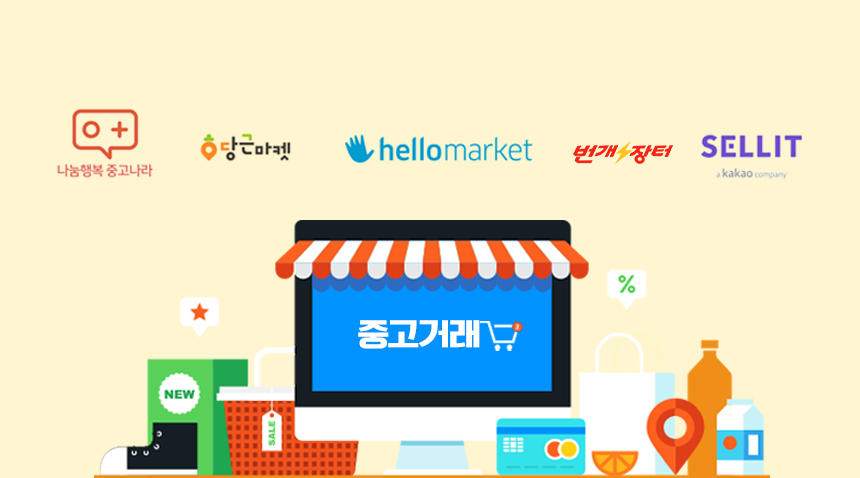 나눔행복 중고나라
당근마켓
hellomarket
번개장터
SELLIT
a kakao company
중고거래
%
NEW
SALE